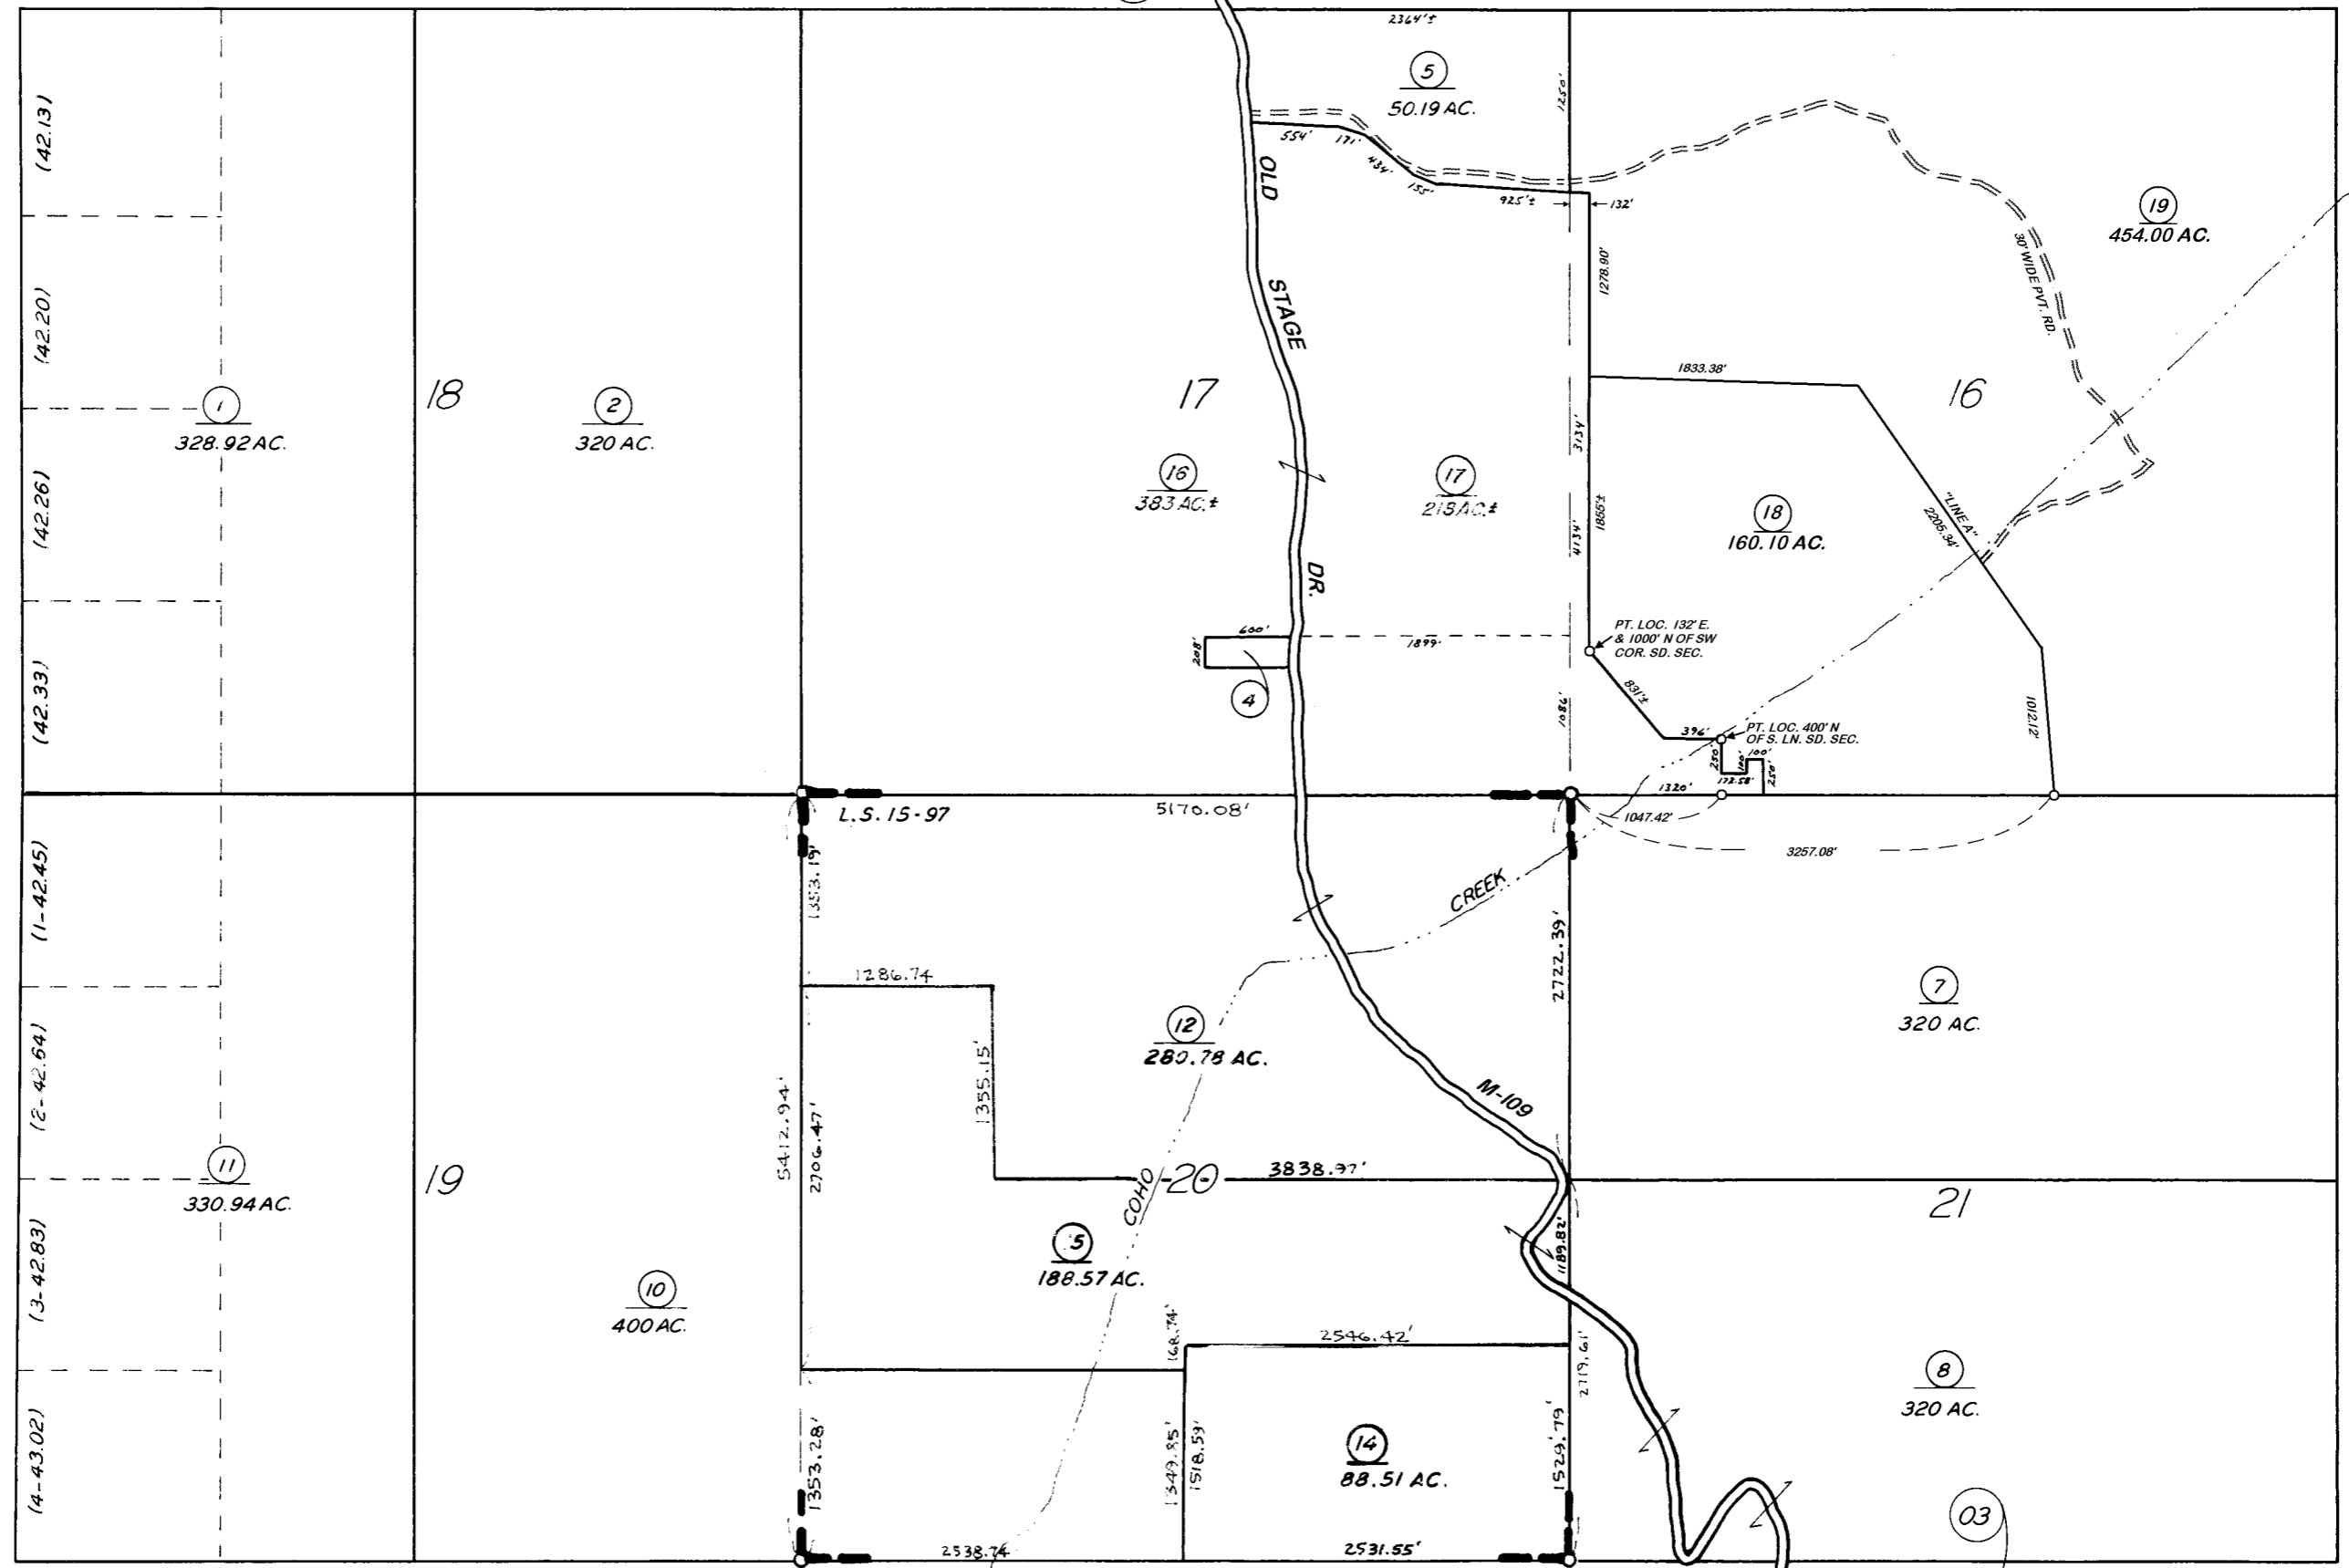 2364'±
5
50.19 AC.
1250'
(42.13)
554'
171'
434'
155'
925'±
132'
OLD
STAGE
DR.
19
454.00 AC.
30' WIDE PVT. RD.
1278.90'
(42.20)
1833.38'
1
328.92 AC.
18
2
320 AC.
17
16
3134'
16
383 AC.±
17
218 AC.±
4134'
1855'±
18
160.10 AC.
"LINE A"
2205.34'
(42.26)
600'
208'
1899'
4
PT. LOC. 132' E.
& 1000' N OF SW
COR. SD. SEC.
831'±
1086'
396'
PT. LOC. 400' N
OF S. LN. SD. SEC.
250'
100'
100'
172.58'
250'
1012.12'
(42.33)
L.S. 15-97
5170.08'
1320'
1047.42'
3257.08'
(1-42.45)
1353.19'
CREEK
2722.39'
1286.74
7
320 AC.
12
280.78 AC.
1355.15'
(2-42.64)
M-109
5412.94'
2706.47'
11
330.94 AC.
19
20
3838.97'
COHO
21
1189.82'
5
188.57 AC.
(3-42.83)
10
400 AC.
168.74'
2546.42'
2719.61'
8
320 AC.
1353.28'
1349.85'
1518.59'
14
88.51 AC.
1529.79'
(4-43.02)
03
2538.74
2531.55'